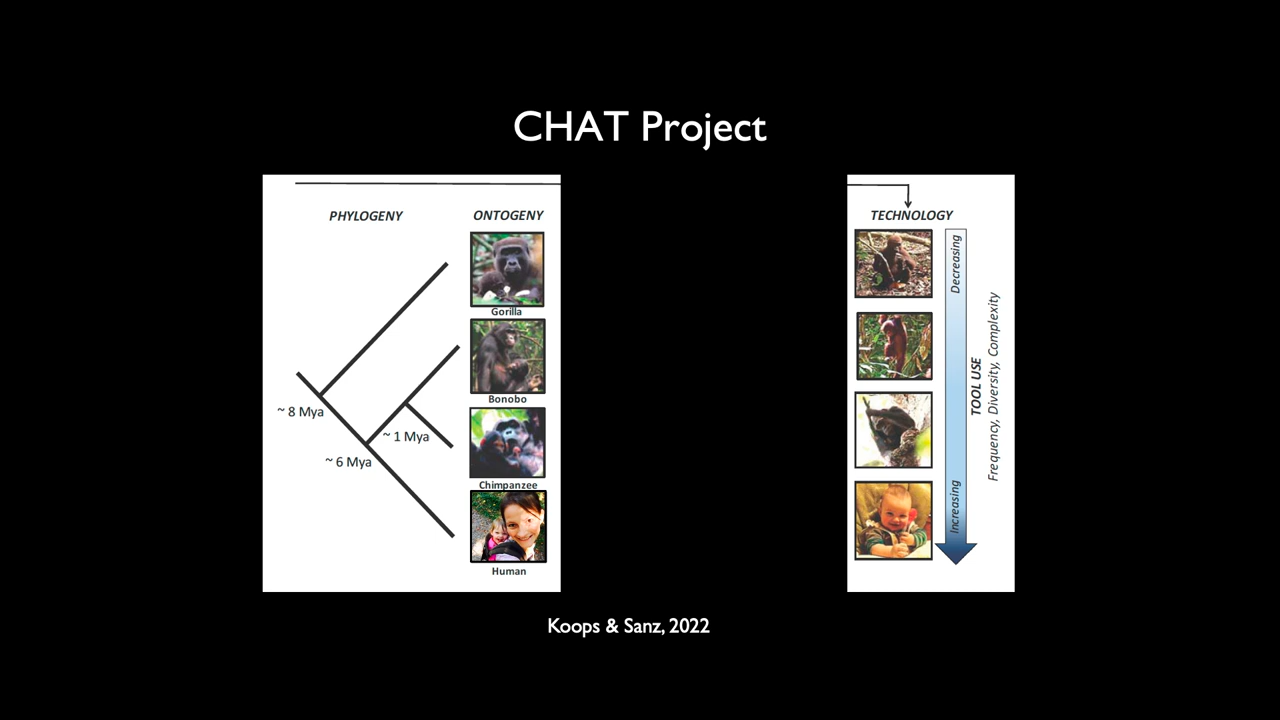 CHAT Project
PHYLOGENY
ONTOGENY
Gorilla
Bonobo
Chimpanzee
Human
~ 8 Mya
~ 1 Mya
~ 6 Mya
TECHNOLOGY
Decreasing
Increasing
TOOL USE
Frequency, Diversity, Complexity
Koops & Sanz, 2022